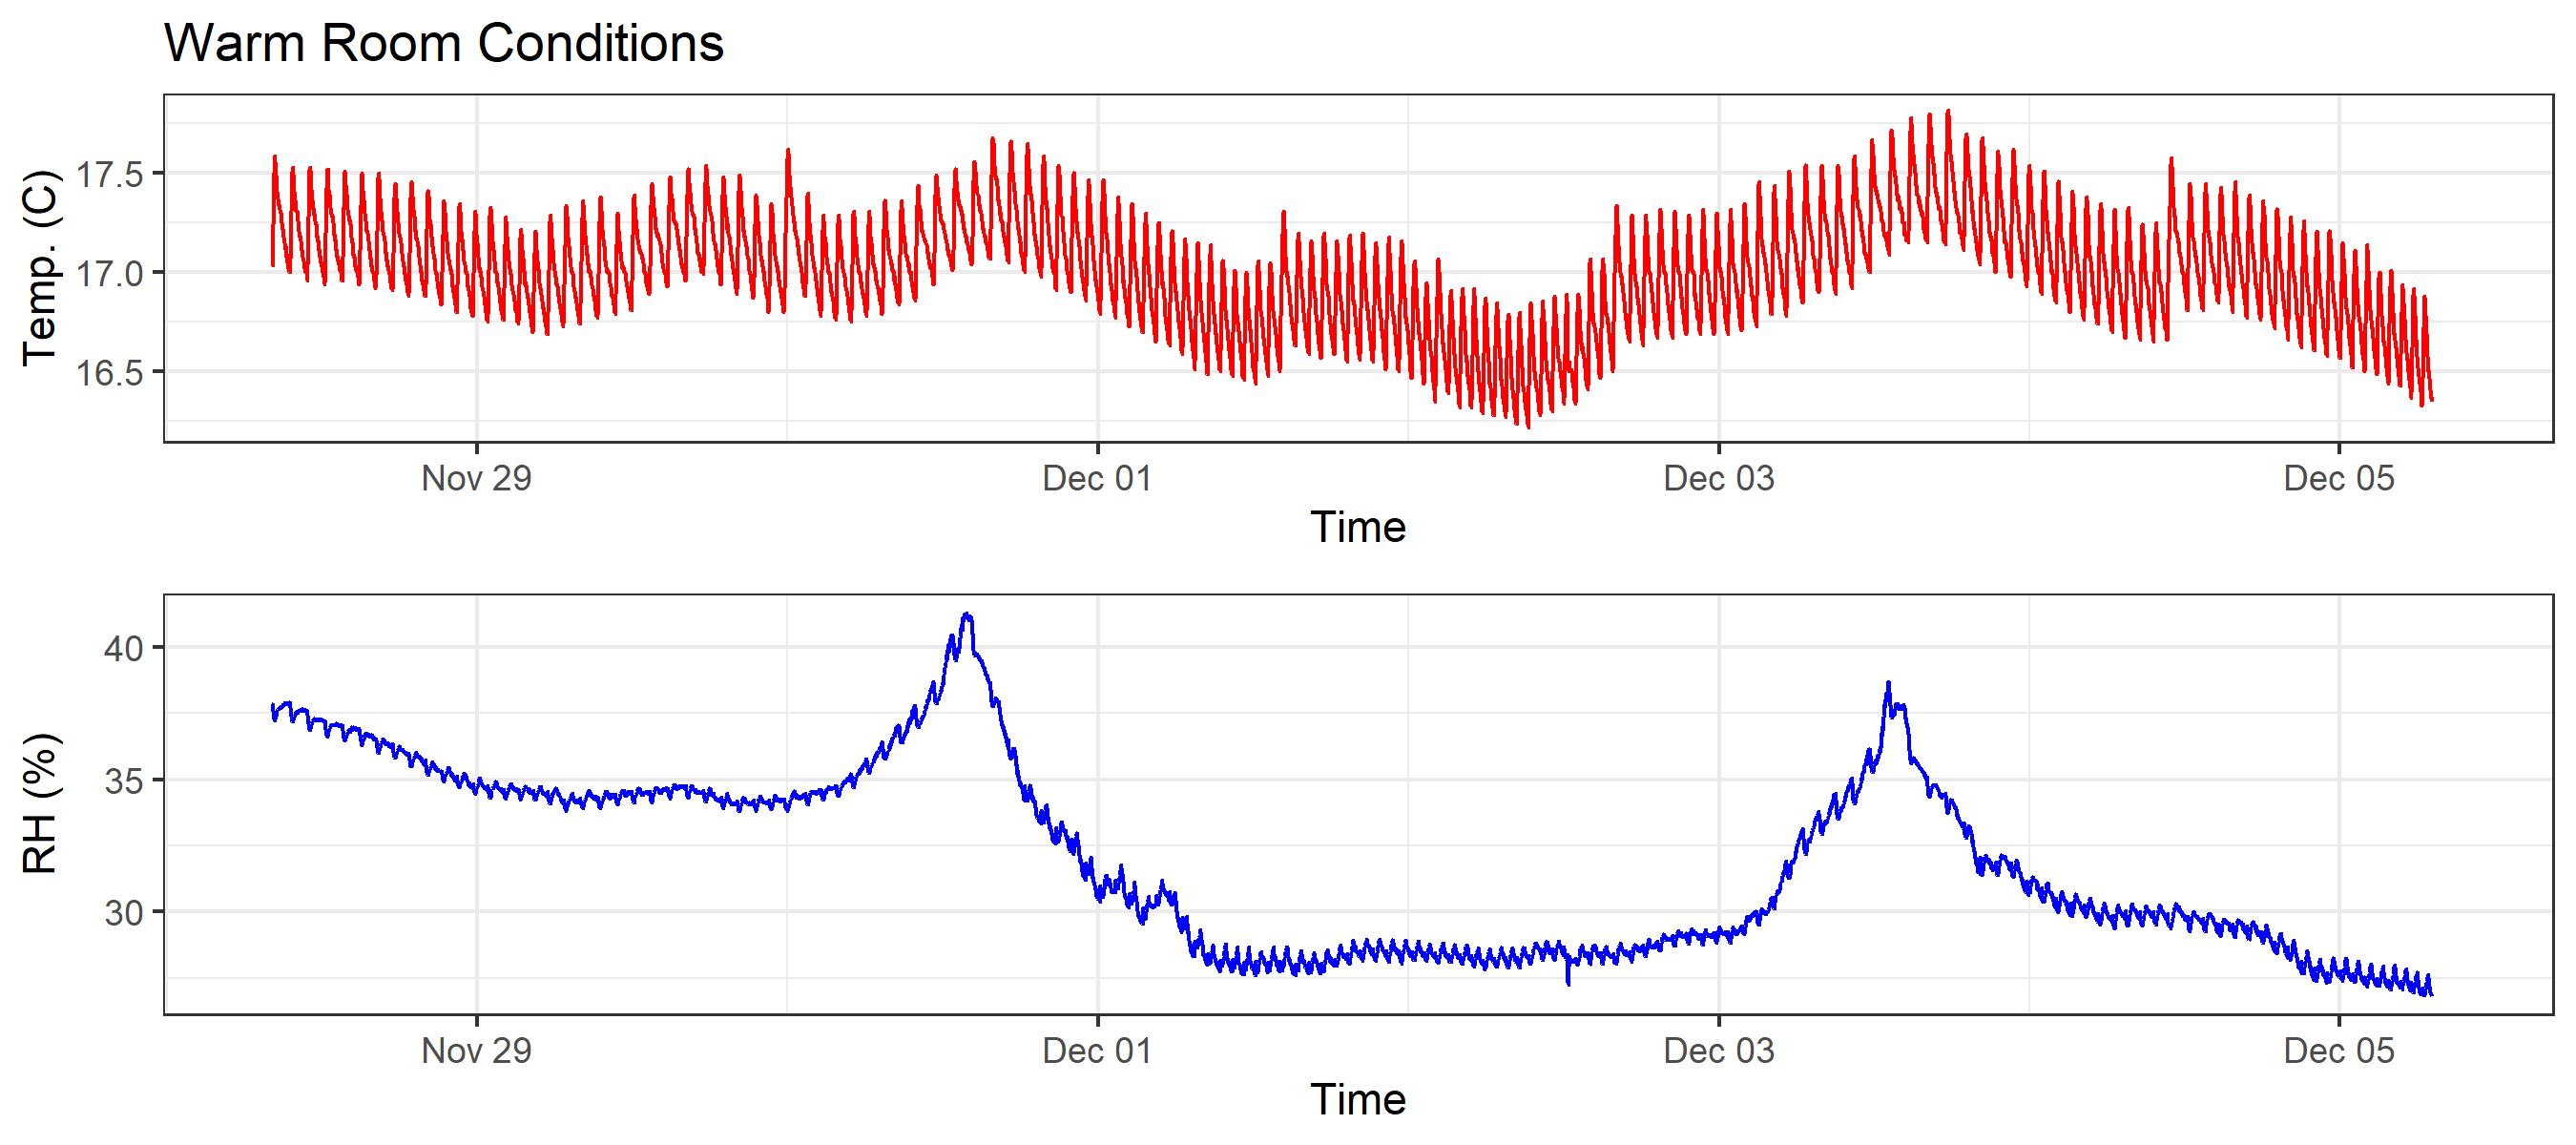 Warm Room Conditions
Temp. (C)
17.5
17.0
16.5
Nov 29 Dec 01 Dec 03 Dec 05
Time
RH (%)
40
35
30
Nov 29 Dec 01 Dec 03 Dec 05
Time